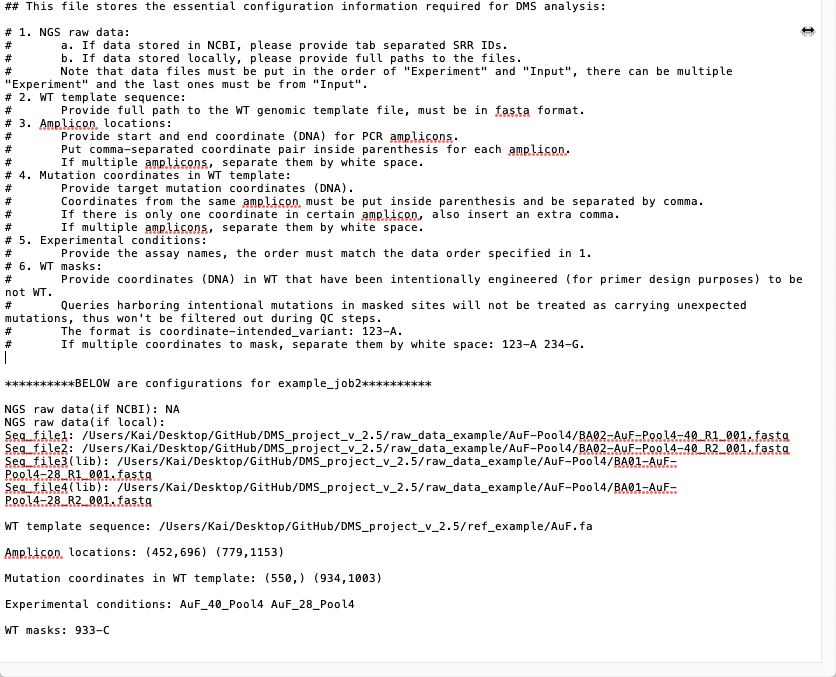 ## This file stores the essential configuration information required for DMS analysis:
# 1. NGS raw data:
#      a. If data stored in NCBI, please provide tab separated SRR IDs.
#      b. If data stored locally, please provide full paths to the files.
#      Note that data files must be put in the order of "Experiment" and "Input", there can be multiple
"Experiment" and the last ones must be from "Input".
# 2. WT template sequence:
#      Provide full path to the WT genomic template file, must be in fasta format.
# 3. Amplicon locations:
#      Provide start and end coordinate (DNA) for PCR amplicons.
#      Put comma-separated coordinate pair inside parenthesis for each amplicon.
#      If multiple amplicons, separate them by white space.
# 4. Mutation coordinates in WT template:
#      Provide target mutation coordinates (DNA).
#      Coordinates from the same amplicon must be put inside parenthesis and be separated by comma.
#      If there is only one coordinate in certain amplicon, also insert an extra comma.
#      If multiple amplicons, separate them by white space.
# 5. Experimental conditions:
#      Provide the assay names, the order must match the data order specified in 1.
# 6. WT masks:
#      Provide coordinates (DNA) in WT that have been intentionally engineered (for primer design purposes) to be
not WT.
#      Queries harboring intentional mutations in masked sites will not be treated as carrying unexpected
mutations, thus won't be filtered out during QC steps.
#      The format is coordinate-intended_variant: 123-A.
#      If multiple coordinates to mask, separate them by white space: 123-A 234-G.
**********BELOW are configurations for example_job2**********
NGS raw data(if NCBI): NA
NGS raw data(if local):
Seq_file1: /Users/Kai/Desktop/GitHub/DMS_project_v_2.5/raw_data_example/AuF-Pool4/BA02-AuF-Pool4-40_R1_001.fastq
Seq_file2: /Users/Kai/Desktop/GitHub/DMS_project_v_2.5/raw_data_example/AuF-Pool4/BA02-AuF-Pool4-40_R2_001.fastq
Seq_file3(lib): /Users/Kai/Desktop/GitHub/DMS_project_v_2.5/raw_data_example/AuF-Pool4/BA01-AuF-
Pool4-28_R1_001.fastq
Seq_file4(lib): /Users/Kai/Desktop/GitHub/DMS_project_v_2.5/raw_data_example/AuF-Pool4/BA01-AuF-
Pool4-28_R2_001.fastq
WT template sequence: /Users/Kai/Desktop/GitHub/DMS_project_v_2.5/ref_example/AuF.fa
Amplicon locations: (452,696) (779,1153)
Mutation coordinates in WT template: (550,) (934,1003)
Experimental conditions: AuF_40_Pool4 AuF_28_Pool4
WT masks: 933-C